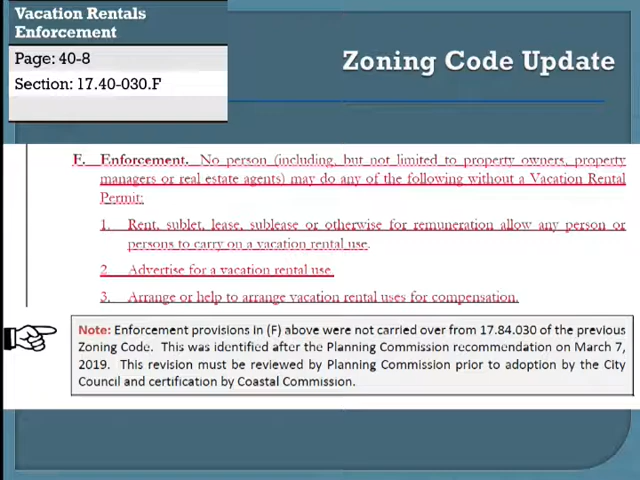 Vacation Rentals
Enforcement
Page: 40-8
Section: 17.40-030.F
Zoning Code Update
F. Enforcement. No person (including, but not limited to property owners, property
managers or real estate agents) may do any of the following without a Vacation Rental
Permit:
1. Rent, sublet, lease, sublease or otherwise for remuneration allow any person or
persons to carry on a vacation rental use.
2. Advertise for a vacation rental use.
3. Arrange or help to arrange vacation rental uses for compensation.
Note: Enforcement provisions in (F) above were not carried over from 17.84.030 of the previous
Zoning Code. This was identified after the Planning Commission recommendation on March 7,
2019. This revision must be reviewed by Planning Commission prior to adoption by the City
Council and certification by Coastal Commission.